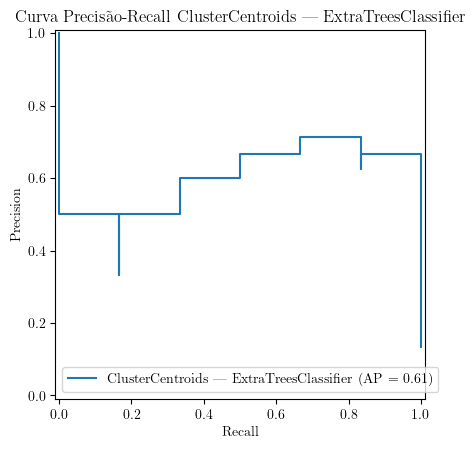 Curva Precisão-Recall ClusterCentroids — ExtraTreesClassifier
1.0
0.8
0.6
0.4
0.2
0.0
Precision
ClusterCentroids — ExtraTreesClassifier (AP = 0.61)
0.0 0.2 0.4 0.6 0.8 1.0
Recall